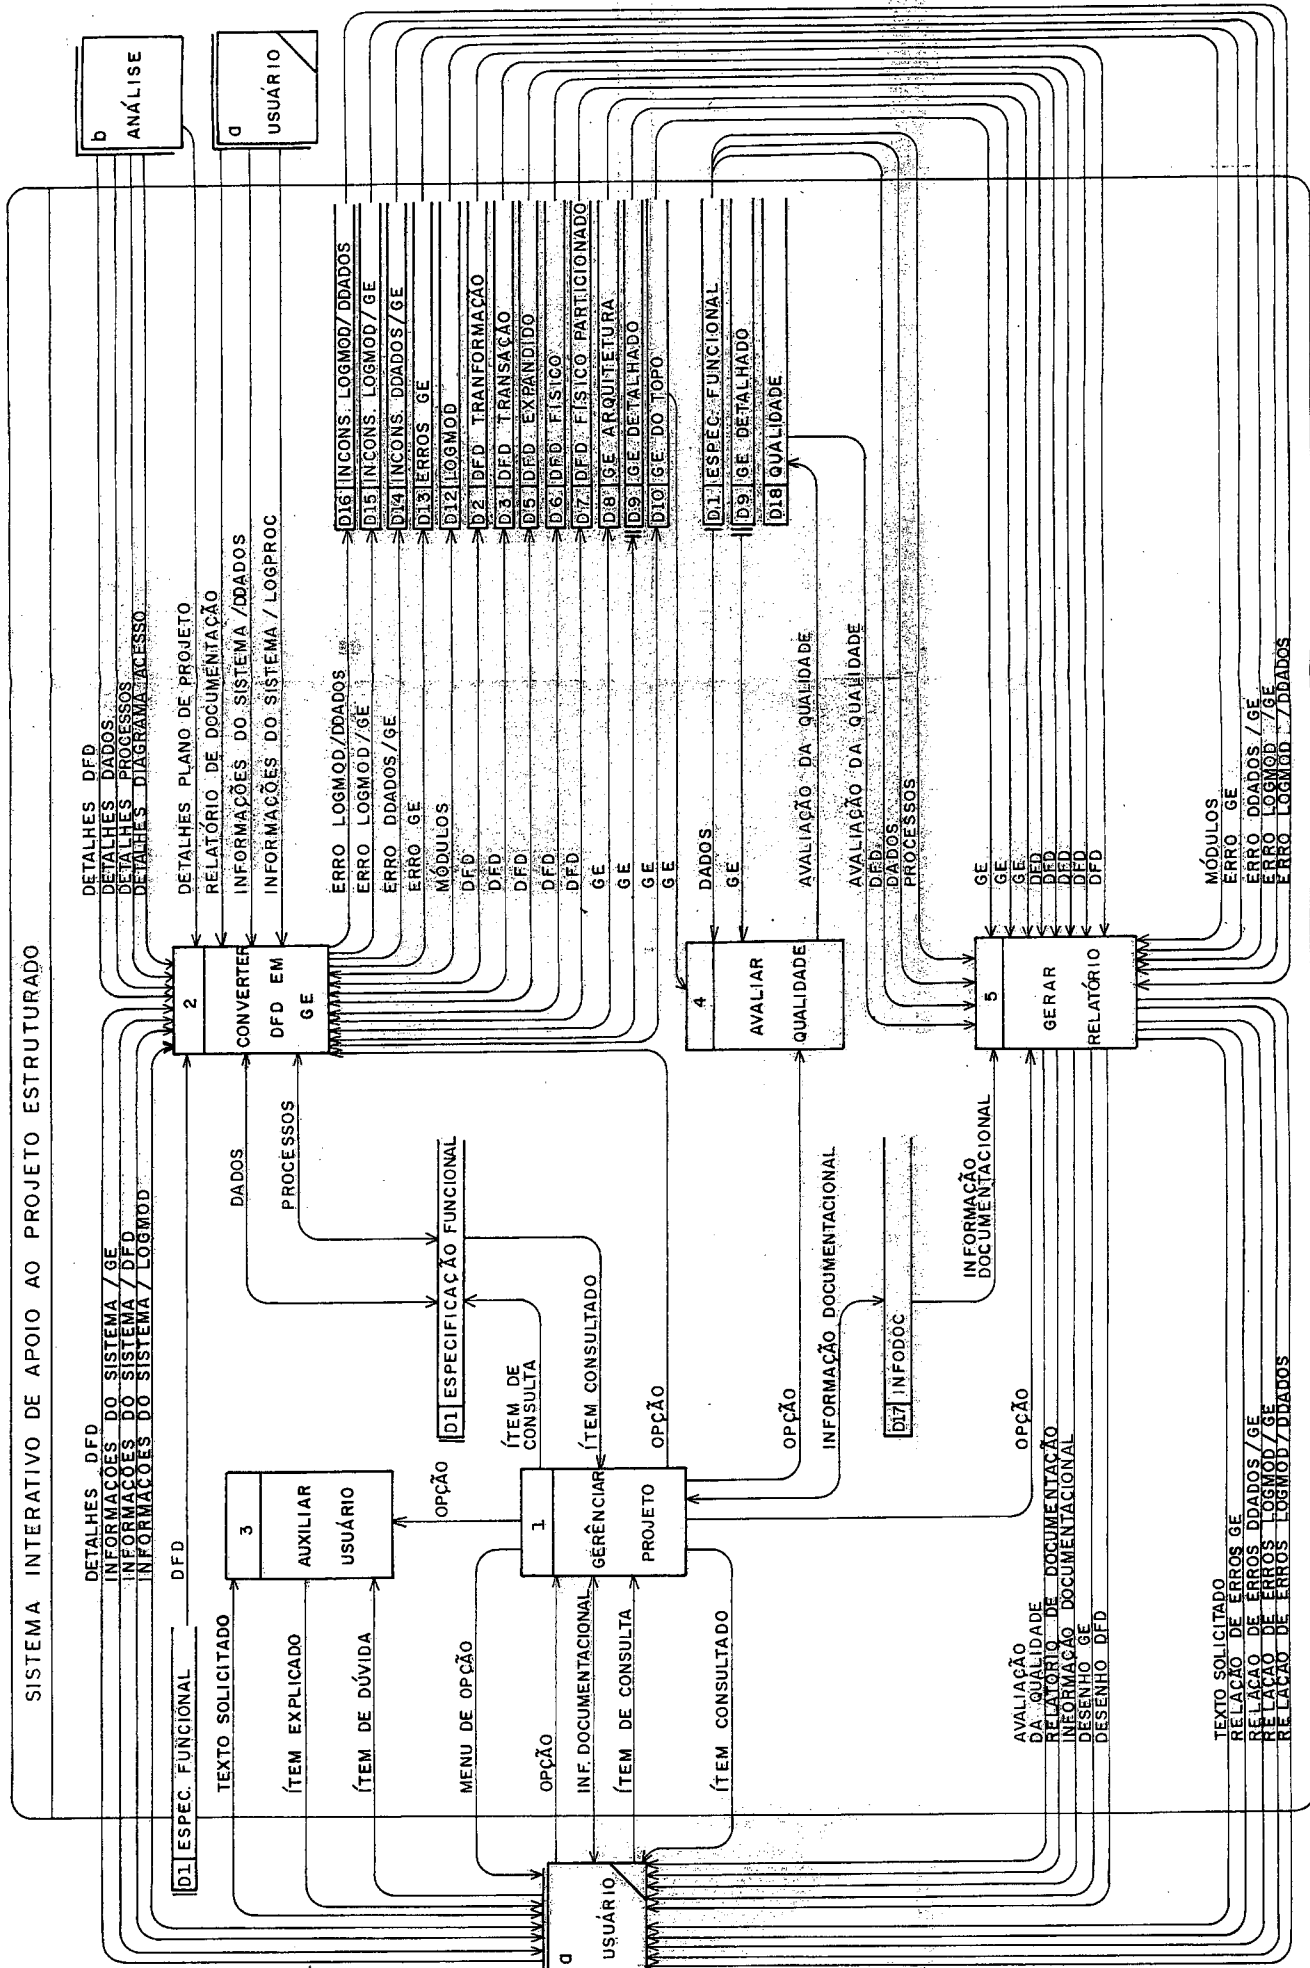 SISTEMA INTERATIVO DE APOIO AO PROJETO ESTRUTURADO
DETALHES DFD
INFORMAÇOES DO SISTEMA / GE
INFORMAÇOES DO SISTEMA / DFD
INFORMAÇOES DO SISTEMA / LOGMOD
D1 ESPEC. FUNCIONAL
DFD
TEXTO SOLICITADO
ÍTEM EXPLICADO
ÍTEM DE DÚVIDA
MENU DE OPÇÃO
OPÇÃO
INF. DOCUMENTACIONAL
ÍTEM DE CONSULTA
ÍTEM CONSULTADO
a
USUÁRIO
AVALIAÇÃO
DA QUALIDADE
RELATÓRIO DE DOCUMENTAÇÃO
INFORMAÇÃO DOCUMENTACIONAL
DESENHO GE
DESENHO DFD
TEXTO SOLICITADO
RELAÇÃO DE ERROS GE
RELAÇAO DE ERROS DDADOS/GE
RELAÇAO DE ERROS LOGMOD/GE
RELAÇAO DE ERROS LOGMOD/DDADOS
3
AUXILIAR
USUÁRIO
OPÇÃO
1
GERÊNCIAR
PROJETO
ÍTEM DE
CONSULTA
ÍTEM CONSULTADO
OPÇÃO
OPÇÃO
INFORMAÇÃO DOCUMENTACIONAL
OPÇÃO
D1 ESPECIFICAÇÃO FUNCIONAL
D17 INFODOC
DADOS
PROCESSOS
INFORMAÇÃO
DOCUMENTACIONAL
2
CONVERTER
DFD EM
GE
4
AVALIAR
QUALIDADE
5
GERAR
RELATÓRIO
DETALHES DFD
DETALHES DADOS
DETALHES PROCESSOS
DETALHES DIAGRAMA ACESSO
DETALHES PLANO DE PROJETO
RELATÓRIO DE DOCUMENTAÇÃO
INFORMAÇÕES DO SISTEMA /DDADOS
INFORMAÇÕES DO SISTEMA / LOGPROC
ERRO LOGMOD/DDADOS
ERRO LOGMOD/GE
ERRO DDADOS/GE
ERRO GE
MÓDULOS
DFD
DFD
DFD
DFD
DFD
GE
GE
GE
GE
DADOS
GE
AVALIAÇÃO DA QUALIDADE
AVALIAÇÃO DA QUALIDADE
DFD
DADOS
PROCESSOS
GE
GE
GE
DFD
DFD
DFD
DFD
DFD
MÓDULOS
ERRO GE
ERRO DDADOS /GE
ERRO LOGMOD /GE
ERRO LOGMOD /DDADOS
D16 INCONS. LOGMOD/DDADOS
D15 INCONS. LOGMOD/GE
D14 INCONS. DDADOS/GE
D13 ERROS GE
D12 LOGMOD
D2 DFD TRANFORMAÇÃO
D3 DFD TRANSAÇÃO
D5 DFD EXPANDIDO
D6 DFD FÍSICO
D7 DFD FÍSICO PARTICIONADO
D8 GE ARQUITETURA
D9 GE DETALHADO
D10 GE DO TOPO
D1 ESPEC. FUNCIONAL
D9 GE DETALHADO
D18 QUALIDADE
b
ANÁLISE
a
USUÁRIO